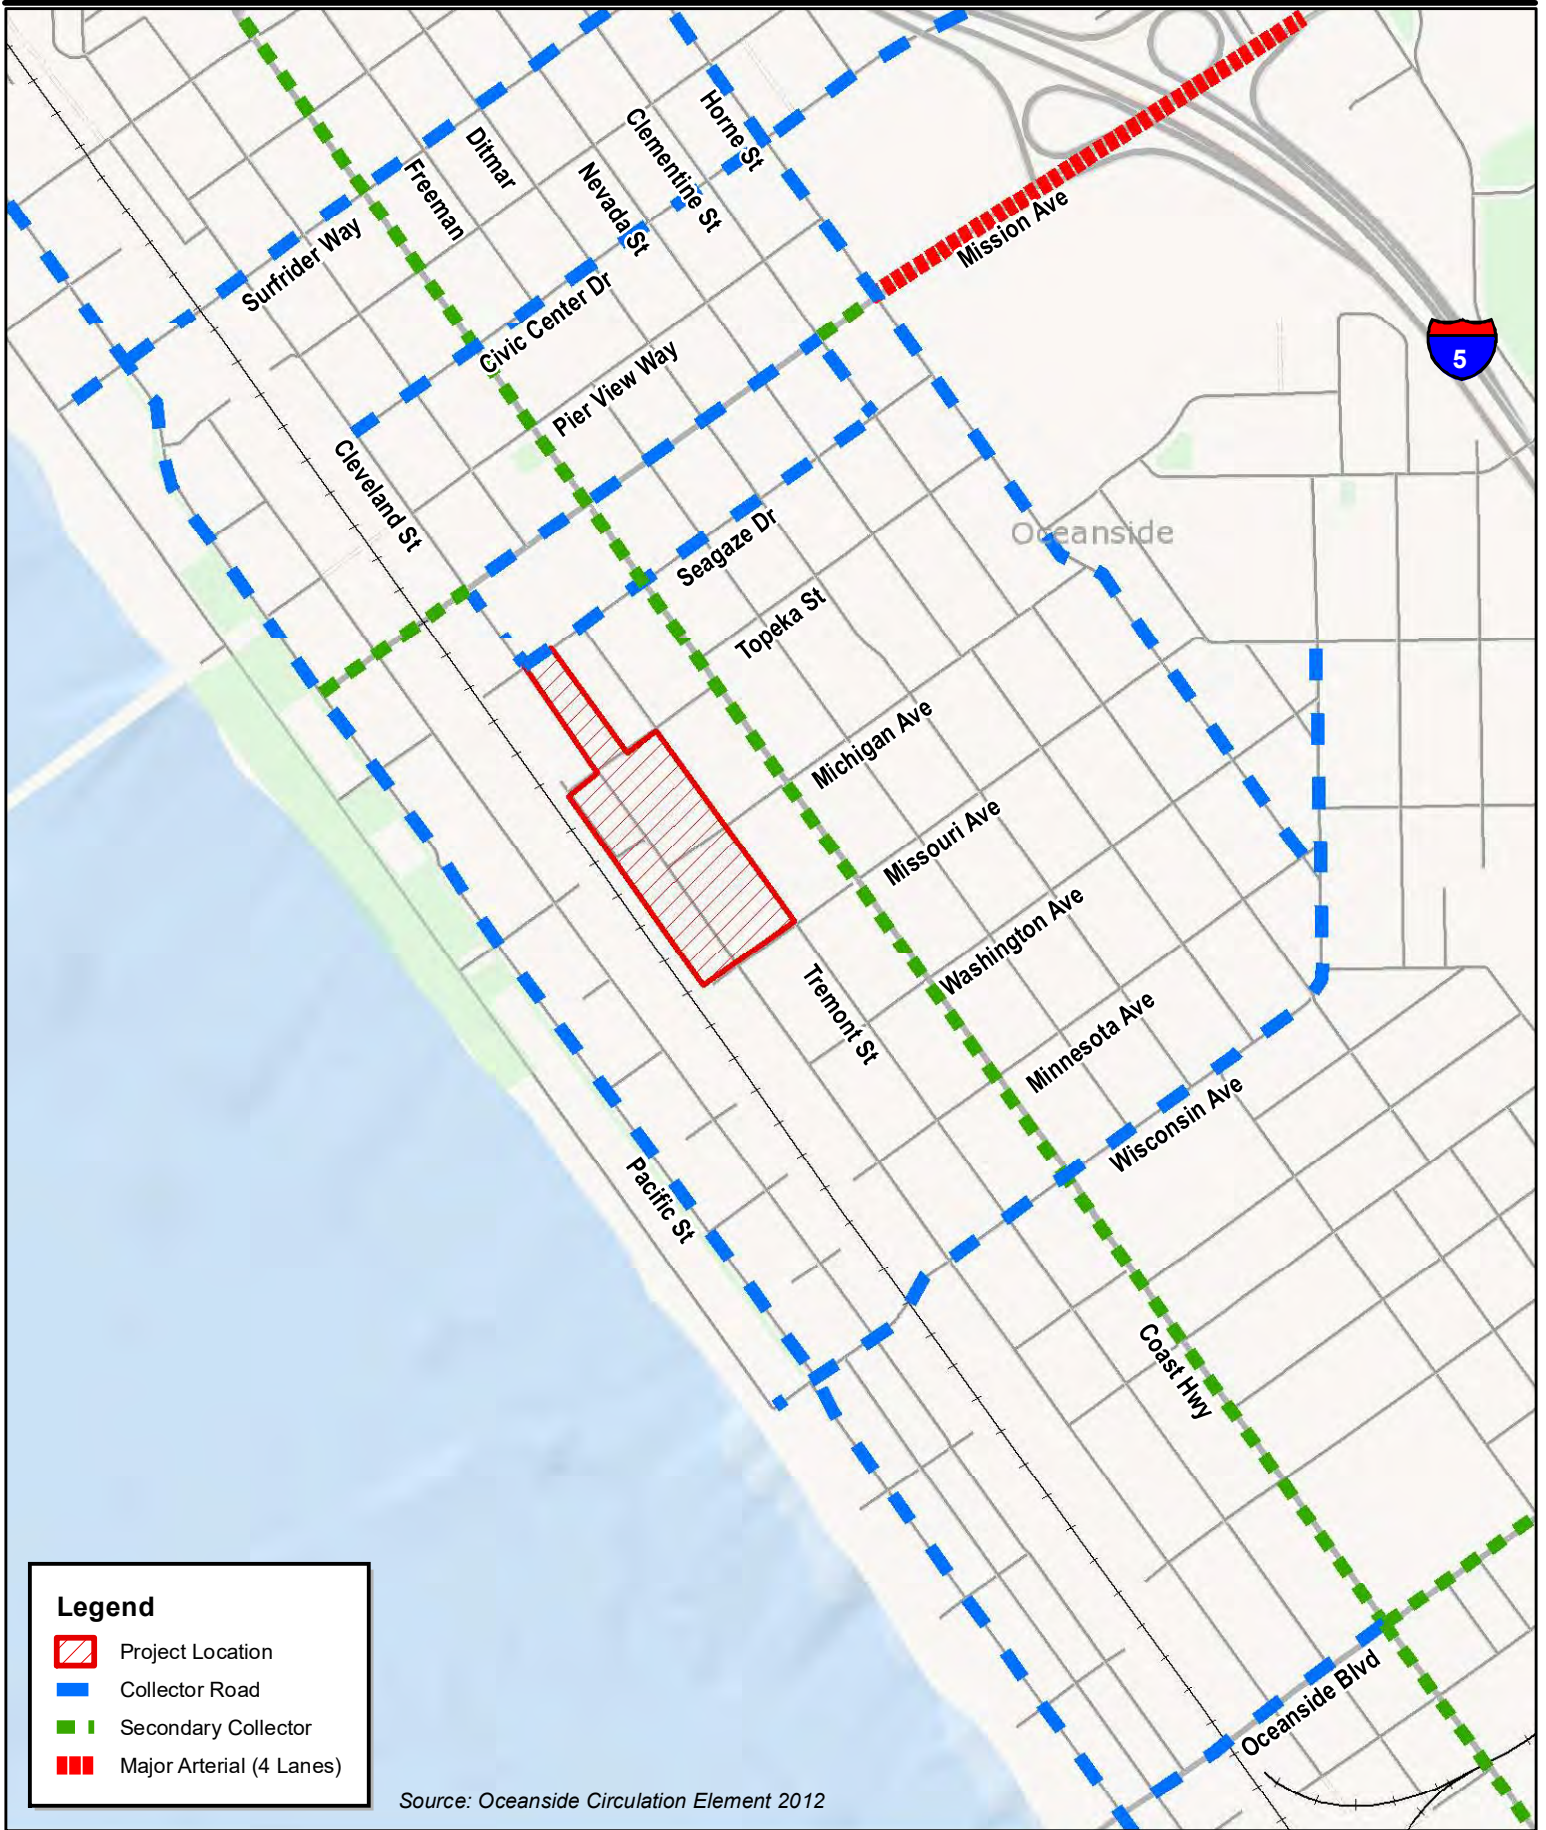 Horne St
Clementine St
Ditmar
Nevada St
Freeman
Mission Ave
Surfrider Way
Civic Center Dr
5
Pier View Way
Cleveland St
Oceanside
Seagaze Dr
Topeka St
Michigan Ave
Missouri Ave
Washington Ave
Tremont St
Minnesota Ave
Wisconsin Ave
Pacific St
Coast Hwy
Oceanside Blvd
Legend
Project Location
Collector Road
Secondary Collector
Major Arterial (4 Lanes)
Source: Oceanside Circulation Element 2012